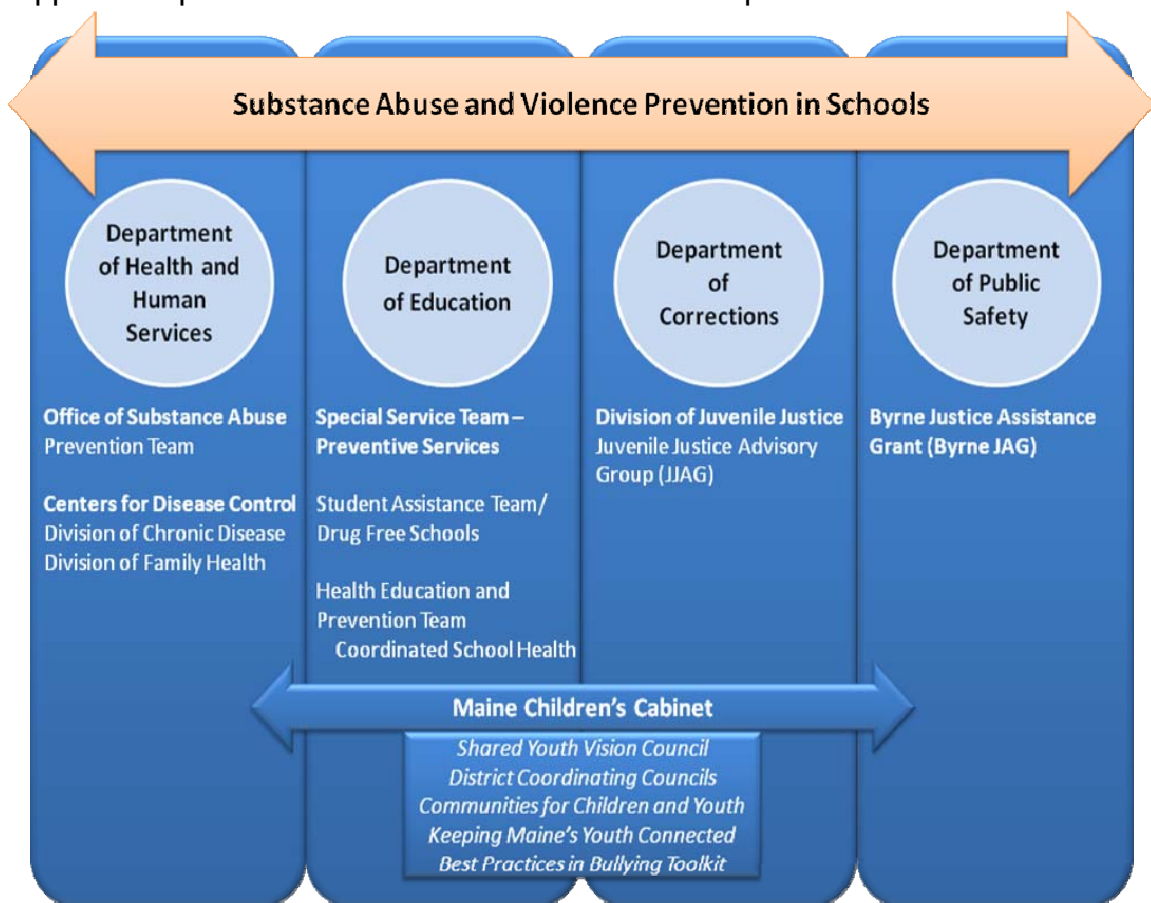 Substance Abuse and Violence Prevention in Schools
Department
of Health and
Human
Services
Department
of Education
Department
of
Corrections
Department
of Public
Safety
Office of Substance Abuse
Prevention Team
Centers for Disease Control
Division of Chronic Disease
Division of Family Health
Special Service Team –
Preventive Services
Student Assistance Team/
Drug Free Schools
Health Education and
Prevention Team
Coordinated School Health
Division of Juvenile Justice
Juvenile Justice Advisory
Group (JJAG)
Byrne Justice Assistance
Grant (Byrne JAG)
Maine Children's Cabinet
Shared Youth Vision Council
District Coordinating Councils
Communities for Children and Youth
Keeping Maine's Youth Connected
Best Practices in Bullying Toolkit